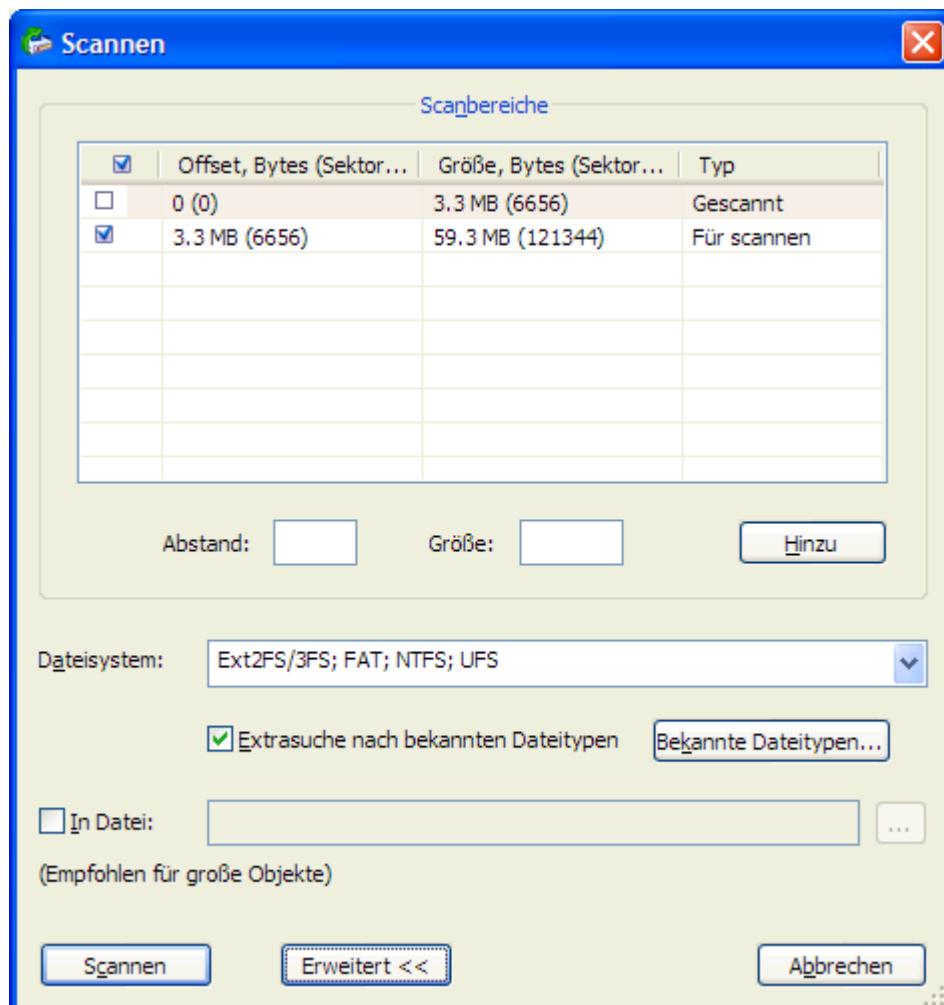 Scannen
Scanbereiche
Offset, Bytes (Sektor... Größe, Bytes (Sektor... Typ
0 (0) 3.3 MB (6656) Gescannt
3.3 MB (6656) 59.3 MB (121344) Für scannen
Abstand: Größe: Hinzu
Dateisystem: Ext2FS/3FS; FAT; NTFS; UFS
Extrasuche nach bekannten Dateitypen Bekannte Dateitypen...
In Datei: ...
(Empfohlen für große Objekte)
Scannen Erweitert << Abbrechen